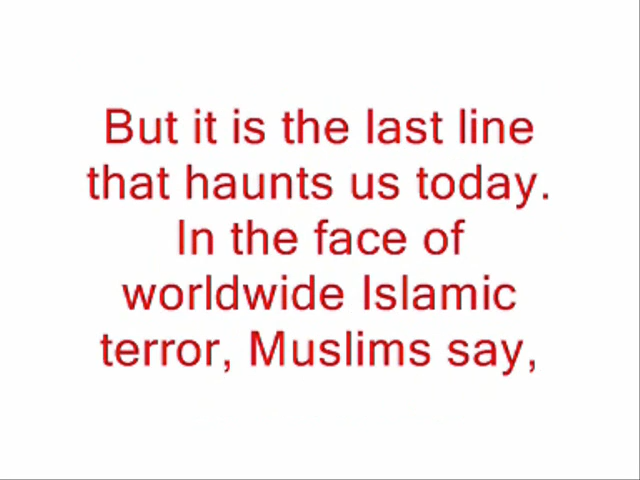 But it is the last line
that haunts us today.
In the face of
worldwide Islamic
terror, Muslims say,